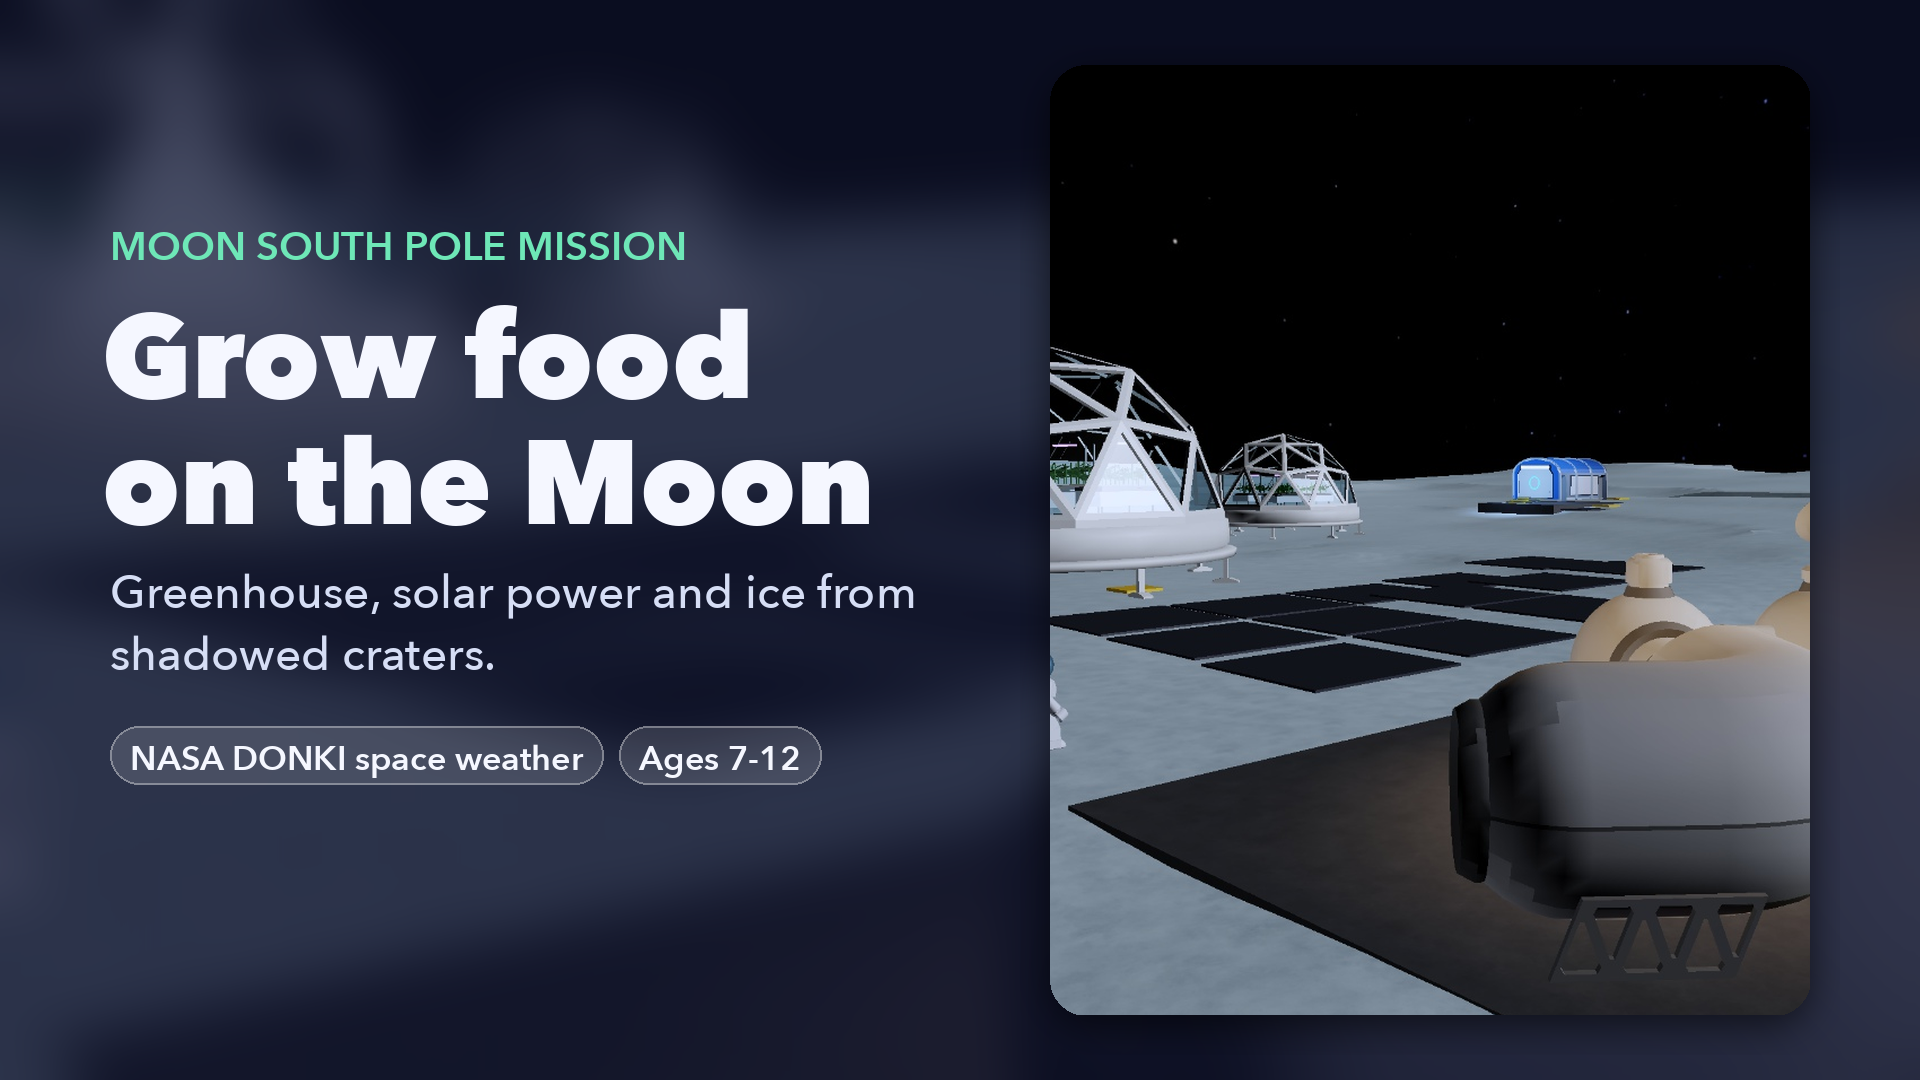 MOON SOUTH POLE MISSION
Grow food
on the Moon
Greenhouse, solar power and ice from
shadowed craters.
NASA DONKI space weather
Ages 7-12